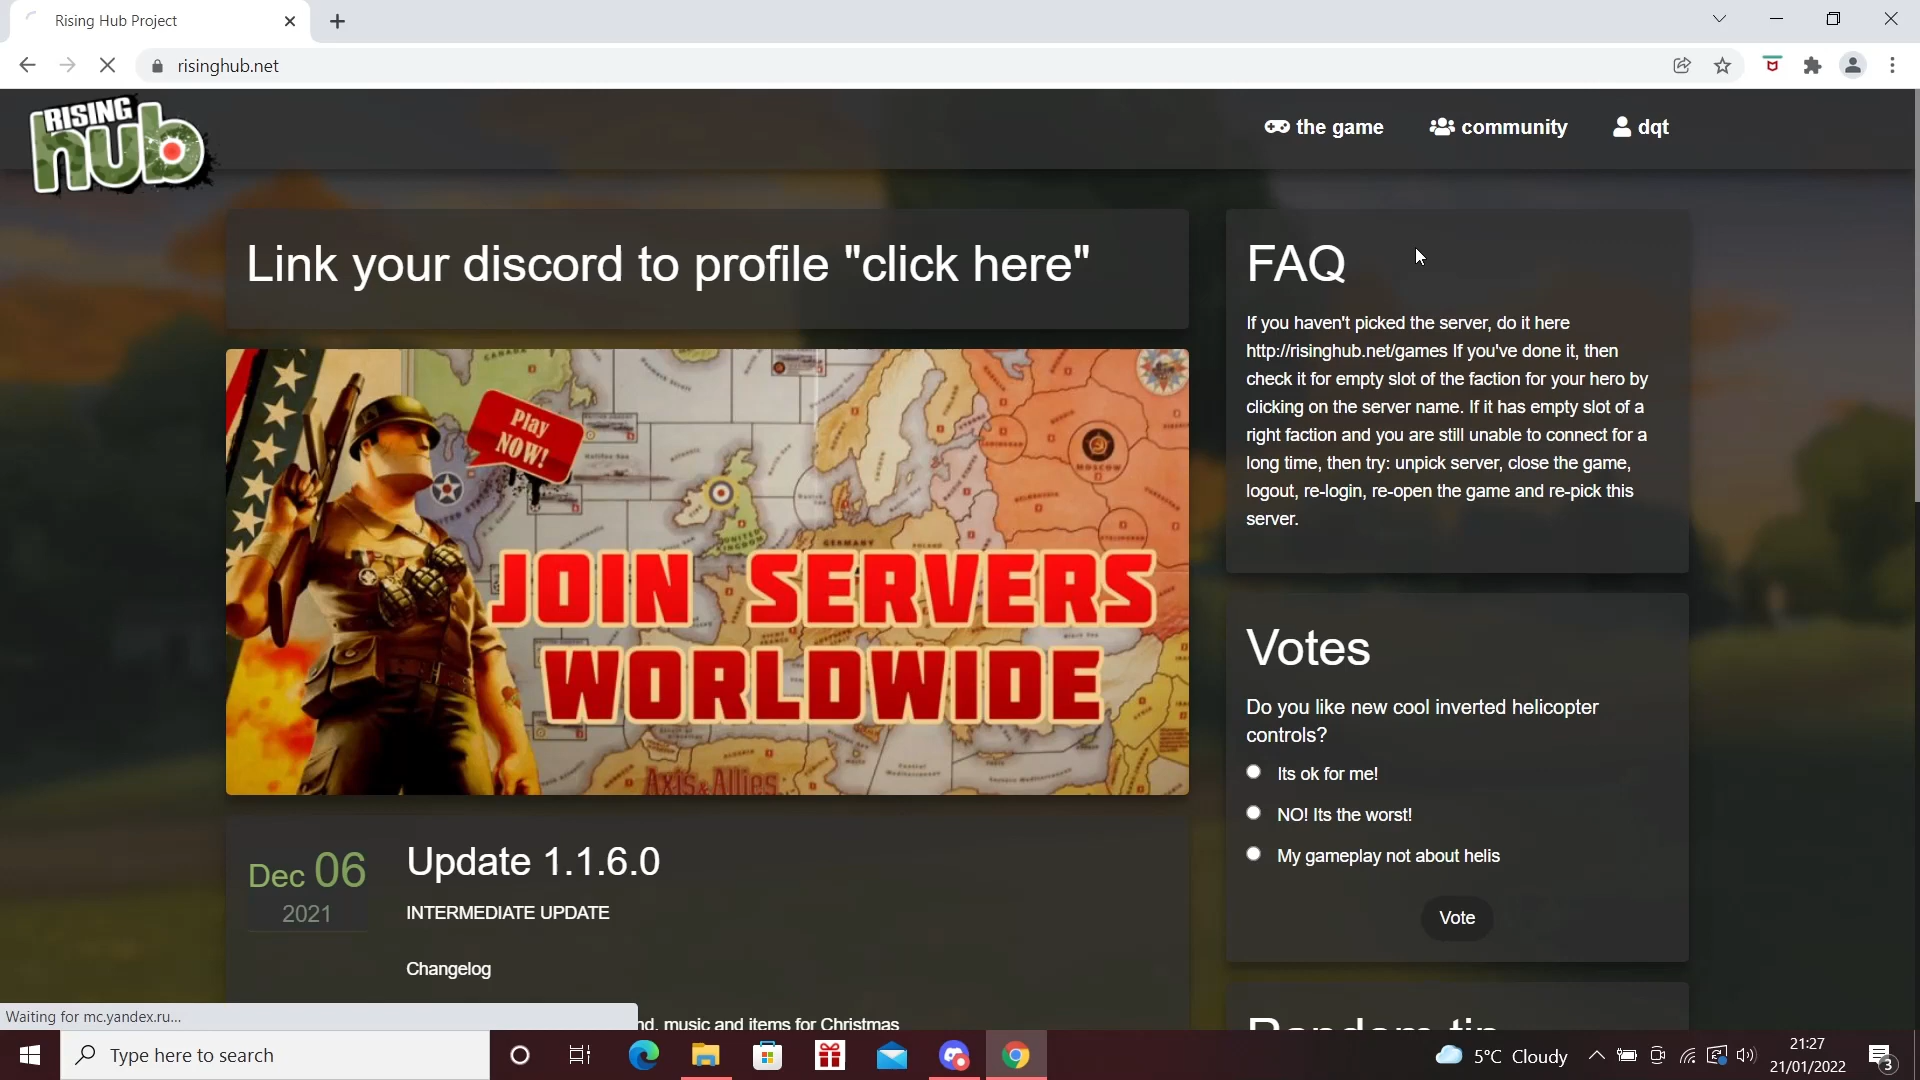 Rising Hub Project
risinghub.net
RISING
hub
the game
community
dqt
Link your discord to profile "click here"
FAQ
If you haven't picked the server, do it here
http://risinghub.net/games If you've done it, then
check it for empty slot of the faction for your hero by
clicking on the server name. If it has empty slot of a
right faction and you are still unable to connect for a
long time, then try: unpick server, close the game,
logout, re-login, re-open the game and re-pick this
server.
CANADA
Play
NOW!
MOSCOW
UNITED
KINGDOM
GERMANY
JOIN SERVERS
WORLDWIDE
Axis & Allies
Votes
Do you like new cool inverted helicopter
controls?
Its ok for me!
NO! Its the worst!
My gameplay not about helis
Vote
Dec 06
2021
Update 1.1.6.0
INTERMEDIATE UPDATE
Changelog
nd, music and items for Christmas
Random tip
Waiting for mc.yandex.ru...
Type here to search
5°C Cloudy
21:27
21/01/2022
3